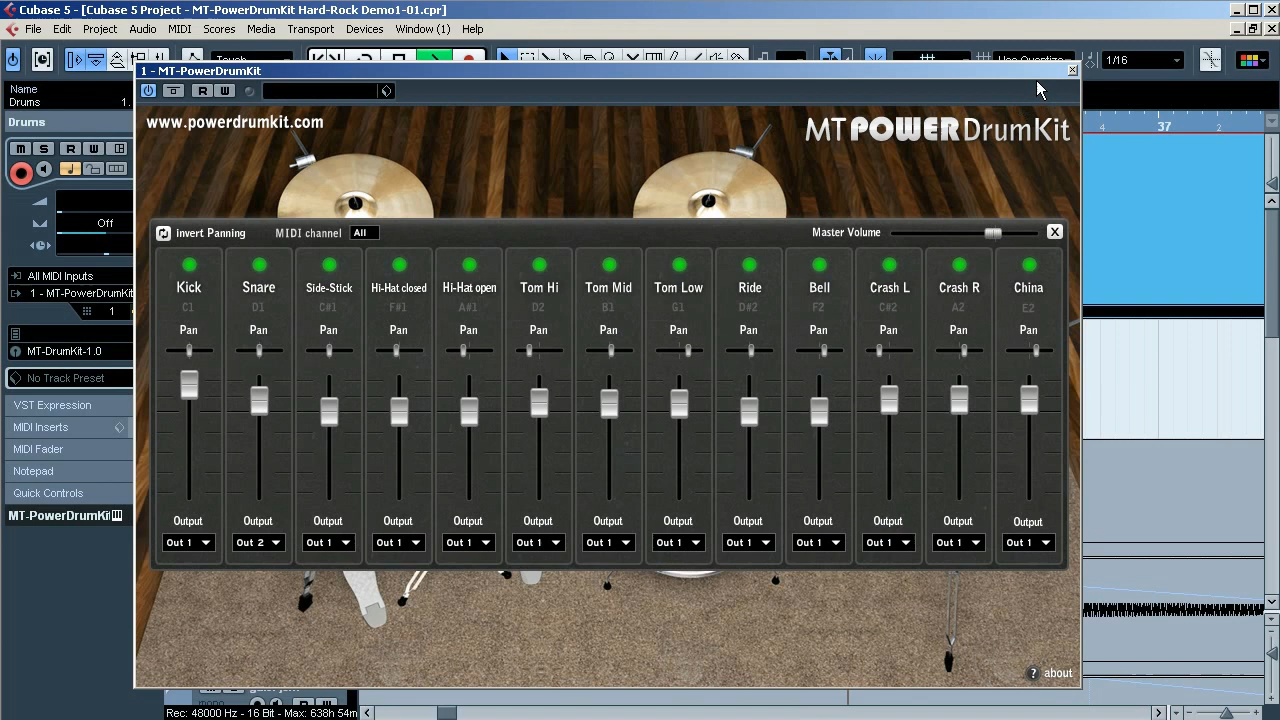 Cubase 5 - [Cubase 5 Project - MT-PowerDrumKit Hard-Rock Demo1-01.cpr]
File Edit Project Audio MIDI Scores Media Transport Devices Window (1) Help
Touch
Use Quantize
1/16
1 - MT-PowerDrumKit
R W
Name
Drums 1.
Drums
M S R W
Off
All MIDI Inputs
1 - MT-PowerDrumKit
1
MT-DrumKit-1.0
No Track Preset
VST Expression
MIDI Inserts
MIDI Fader
Notepad
Quick Controls
MT-PowerDrumKit
4 37 2
www.powerdrumkit.com
MT POWER DrumKit
invert Panning MIDI channel All Master Volume X
Kick Snare Side-Stick Hi-Hat closed Hi-Hat open Tom Hi Tom Mid Tom Low Ride Bell Crash L Crash R China
C1 D1 C#1 F#1 A#1 D2 B1 G1 D#2 F2 C#2 A2 E2
Pan Pan Pan Pan Pan Pan Pan Pan Pan Pan Pan Pan Pan
Output Output Output Output Output Output Output Output Output Output Output Output Output
Out 1 Out 2 Out 1 Out 1 Out 1 Out 1 Out 1 Out 1 Out 1 Out 1 Out 1 Out 1 Out 1
? about
R W
Rec: 48000 Hz - 16 Bit - Max: 638h 54m